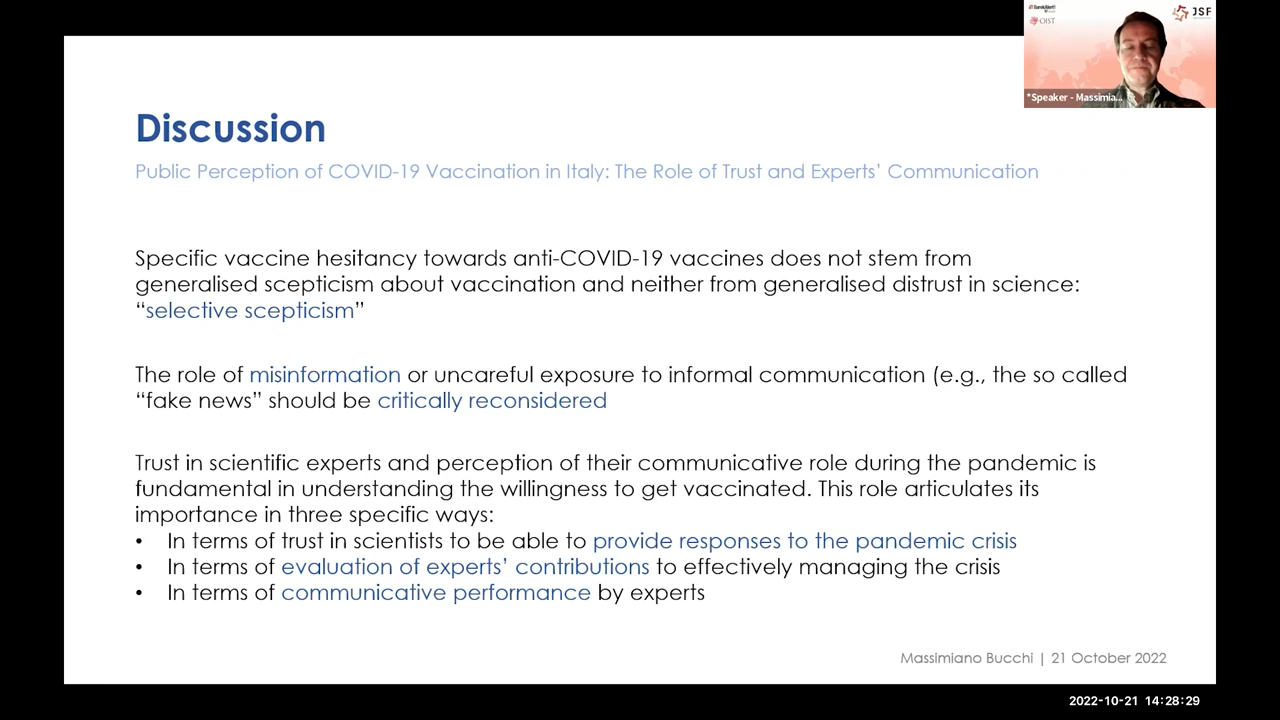 EurekAlert!
OIST
JSF
*Speaker - Massimia...
Discussion
Public Perception of COVID-19 Vaccination in Italy: The Role of Trust and Experts’ Communication
Specific vaccine hesitancy towards anti-COVID-19 vaccines does not stem from
generalised scepticism about vaccination and neither from generalised distrust in science:
“selective scepticism”
The role of misinformation or uncareful exposure to informal communication (e.g., the so called
“fake news” should be critically reconsidered
Trust in scientific experts and perception of their communicative role during the pandemic is
fundamental in understanding the willingness to get vaccinated. This role articulates its
importance in three specific ways:
• In terms of trust in scientists to be able to provide responses to the pandemic crisis
• In terms of evaluation of experts’ contributions to effectively managing the crisis
• In terms of communicative performance by experts
Massimiano Bucchi | 21 October 2022
2022-10-21 14:28:29